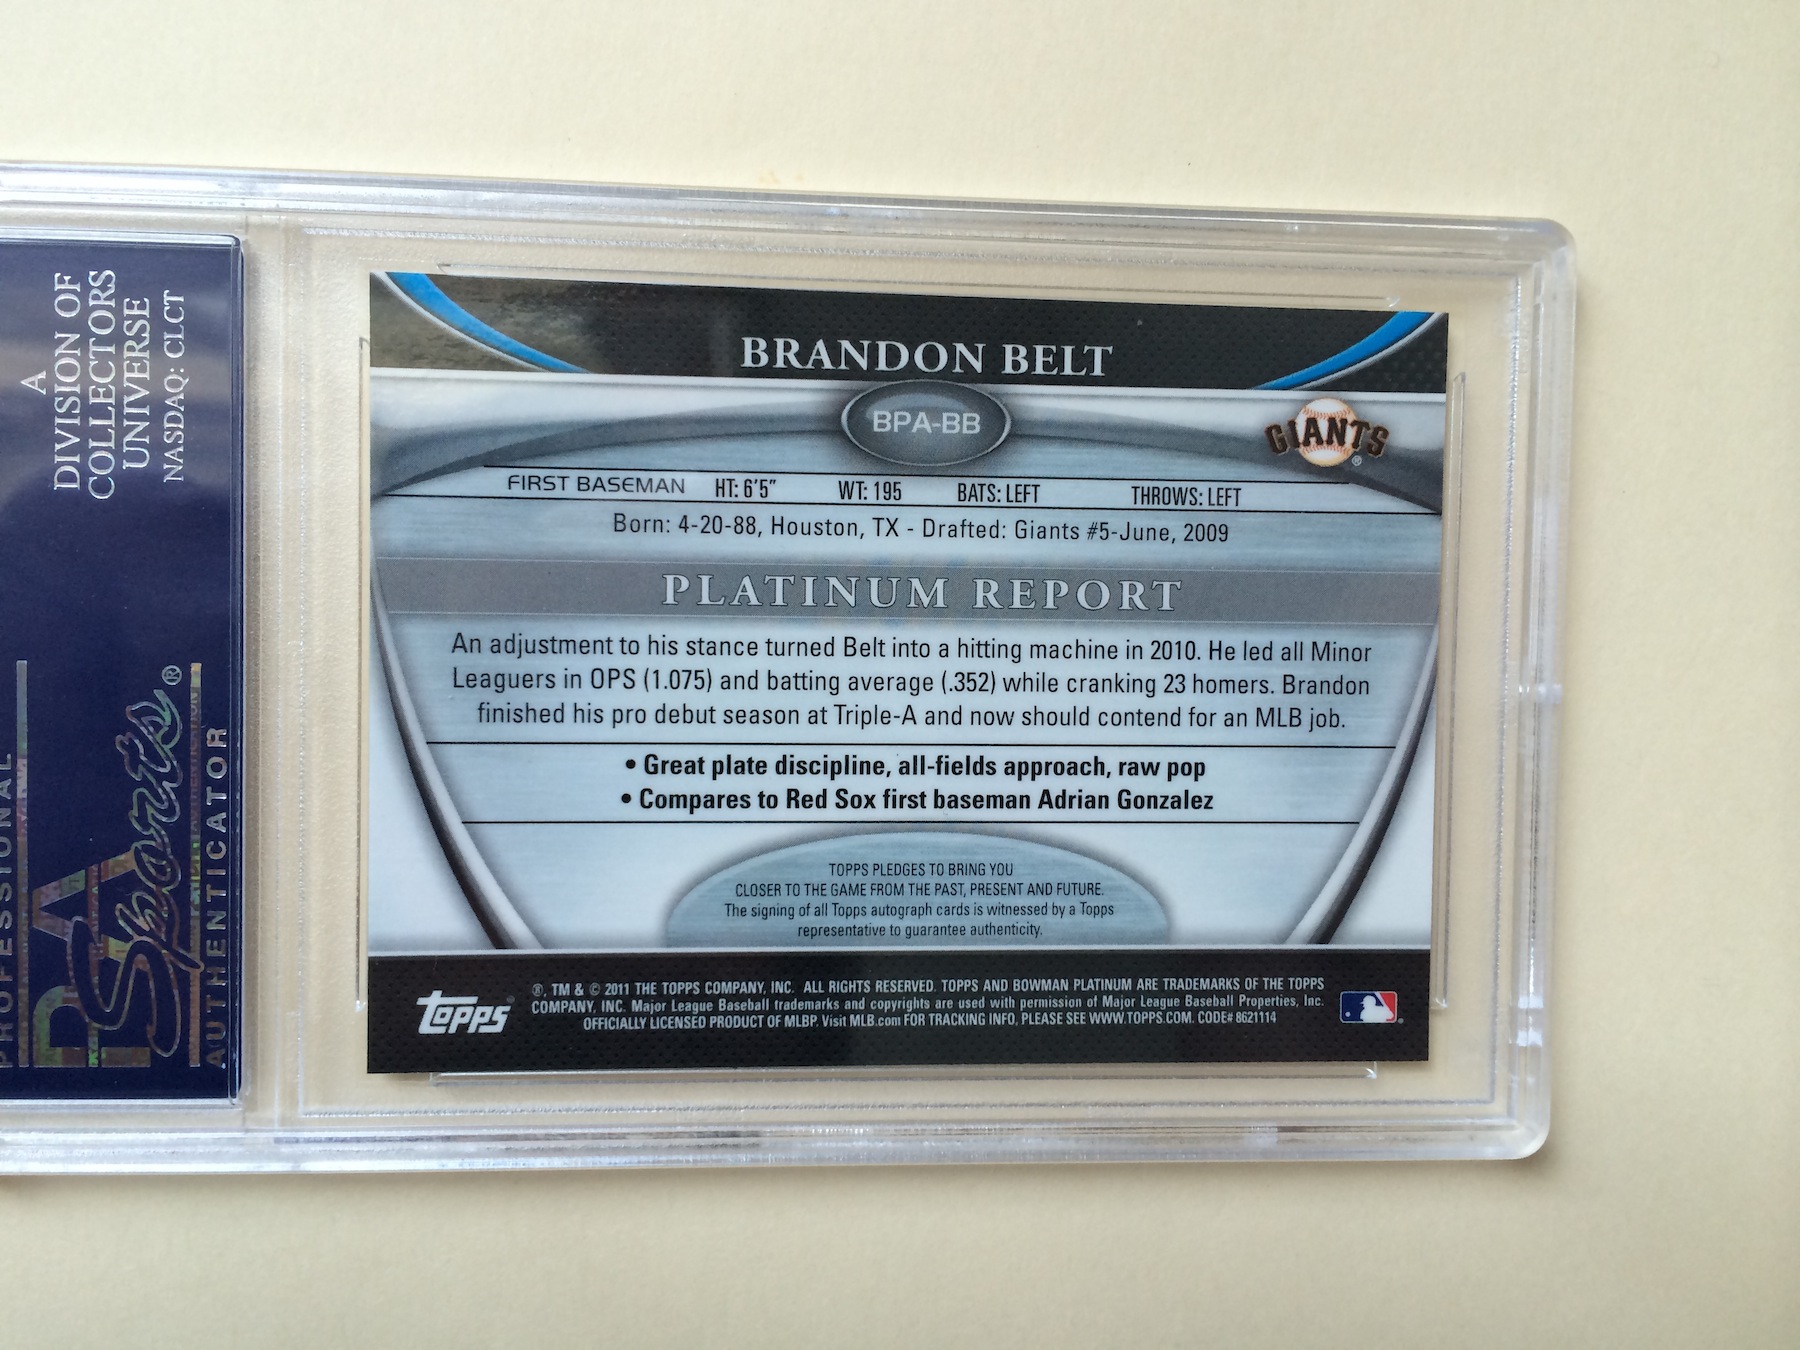 A
DIVISION OF
COLLECTORS
UNIVERSE
NASDAQ: CLCT
PROFESSIONAL
PSA
Sports®
AUTHENTICATOR
BRANDON BELT
BPA-BB
GIANTS®
FIRST BASEMAN HT: 6'5" WT: 195 BATS: LEFT THROWS: LEFT
Born: 4-20-88, Houston, TX - Drafted: Giants #5-June, 2009
PLATINUM REPORT
An adjustment to his stance turned Belt into a hitting machine in 2010. He led all Minor
Leaguers in OPS (1.075) and batting average (.352) while cranking 23 homers. Brandon
finished his pro debut season at Triple-A and now should contend for an MLB job.
• Great plate discipline, all-fields approach, raw pop
• Compares to Red Sox first baseman Adrian Gonzalez
TOPPS PLEDGES TO BRING YOU
CLOSER TO THE GAME FROM THE PAST, PRESENT AND FUTURE.
The signing of all Topps autograph cards is witnessed by a Topps
representative to guarantee authenticity.
topps®
®, TM & © 2011 THE TOPPS COMPANY, INC. ALL RIGHTS RESERVED. TOPPS AND BOWMAN PLATINUM ARE TRADEMARKS OF THE TOPPS
COMPANY, INC. Major League Baseball trademarks and copyrights are used with permission of Major League Baseball Properties, Inc.
OFFICIALLY LICENSED PRODUCT OF MLBP. Visit MLB.com FOR TRACKING INFO, PLEASE SEE WWW.TOPPS.COM. CODE# 8621114